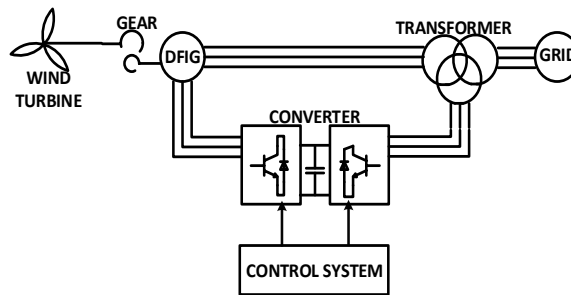 GEAR
TRANSFORMER
DFIG
GRID
WIND
TURBINE
CONVERTER
CONTROL SYSTEM